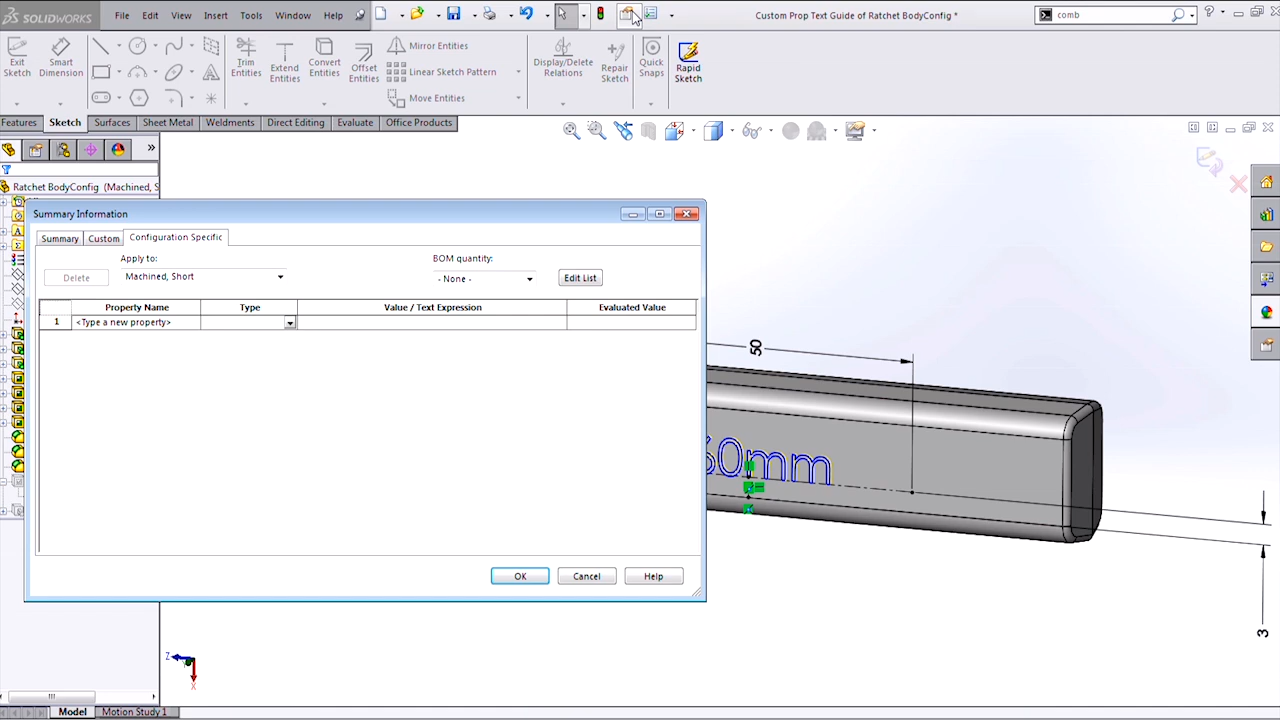 SOLIDWORKS File Edit View Insert Tools Window Help
Custom Prop Text Guide of Ratchet BodyConfig *
comb
Exit Sketch
Smart Dimension
Trim Entities
Extend Entities
Convert Entities
Offset Entities
Mirror Entities
Linear Sketch Pattern
Move Entities
Display/Delete Relations
Repair Sketch
Quick Snaps
Rapid Sketch
Features Sketch Surfaces Sheet Metal Weldments Direct Editing Evaluate Office Products
Ratchet BodyConfig (Machined, S
Summary Information
Summary Custom Configuration Specific
Apply to:
BOM quantity:
Delete
Machined, Short
- None -
Edit List
Property Name Type Value / Text Expression Evaluated Value
1 <Type a new property>
OK Cancel Help
50
60mm
3
Z
X
Model Motion Study 1